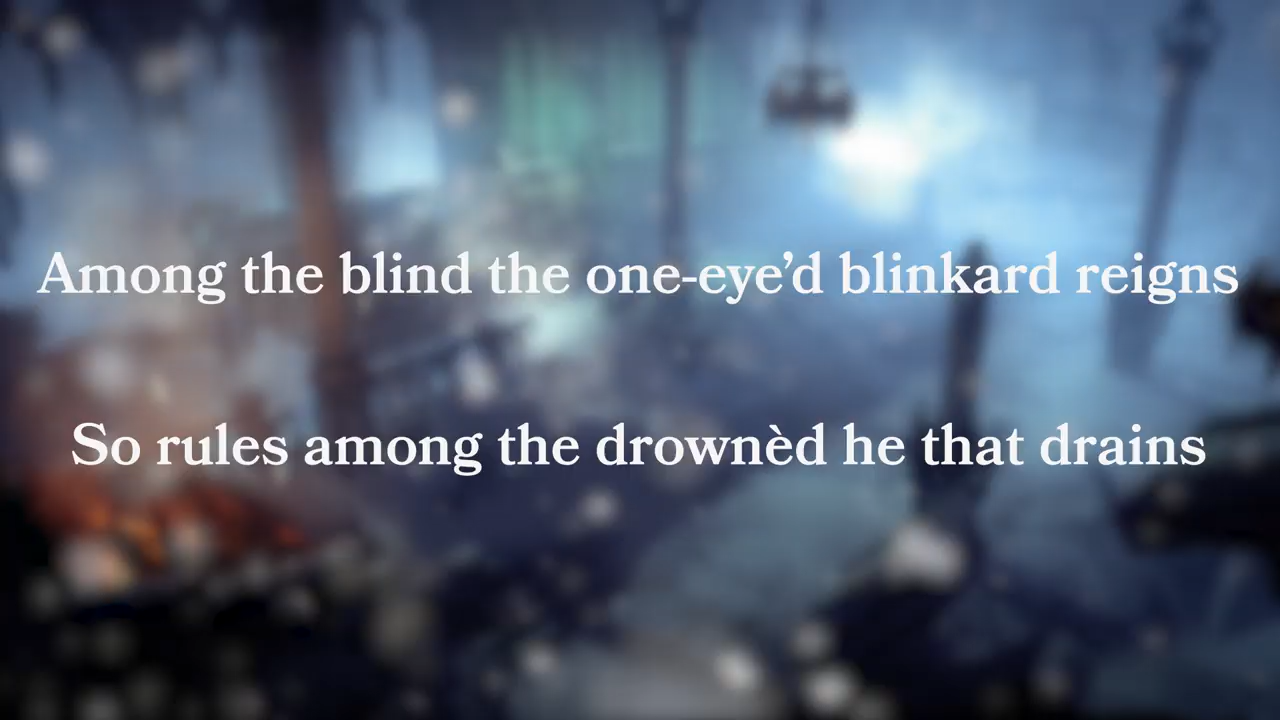 Among the blind the one-eye’d blinkard reigns
So rules among the drownèd he that drains